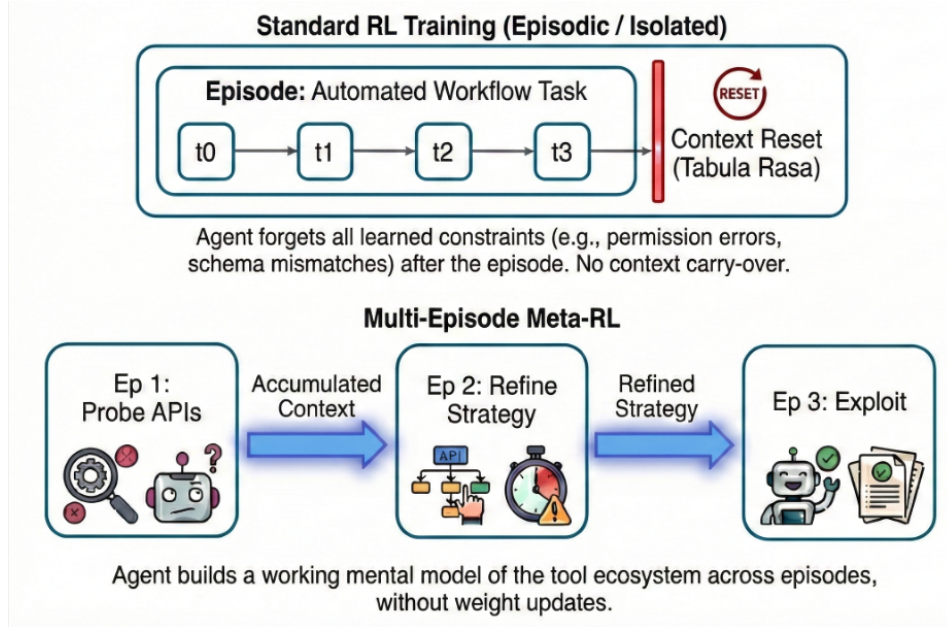 Standard RL Training (Episodic / Isolated)
Episode: Automated Workflow Task
t0
t1
t2
t3
RESET
Context Reset
(Tabula Rasa)
Agent forgets all learned constraints (e.g., permission errors,
schema mismatches) after the episode. No context carry-over.
Multi-Episode Meta-RL
Ep 1:
Probe APIs
?
Accumulated
Context
Ep 2: Refine
Strategy
API
Refined
Strategy
Ep 3: Exploit
Agent builds a working mental model of the tool ecosystem across episodes,
without weight updates.